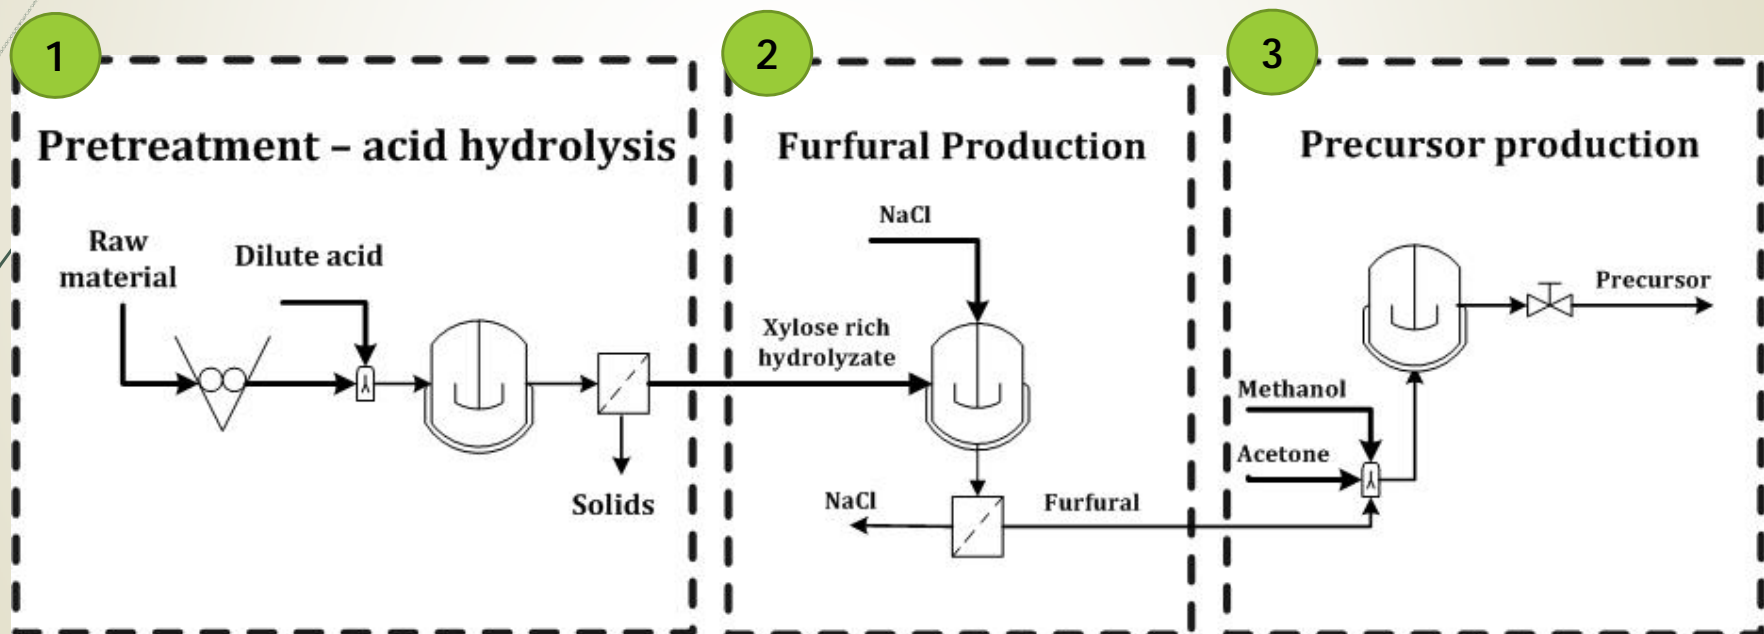 1
Pretreatment – acid hydrolysis
Raw
material
Dilute acid
Solids
2
Furfural Production
NaCl
Xylose rich
hydrolyzate
NaCl
Furfural
3
Precursor production
Precursor
Methanol
Acetone